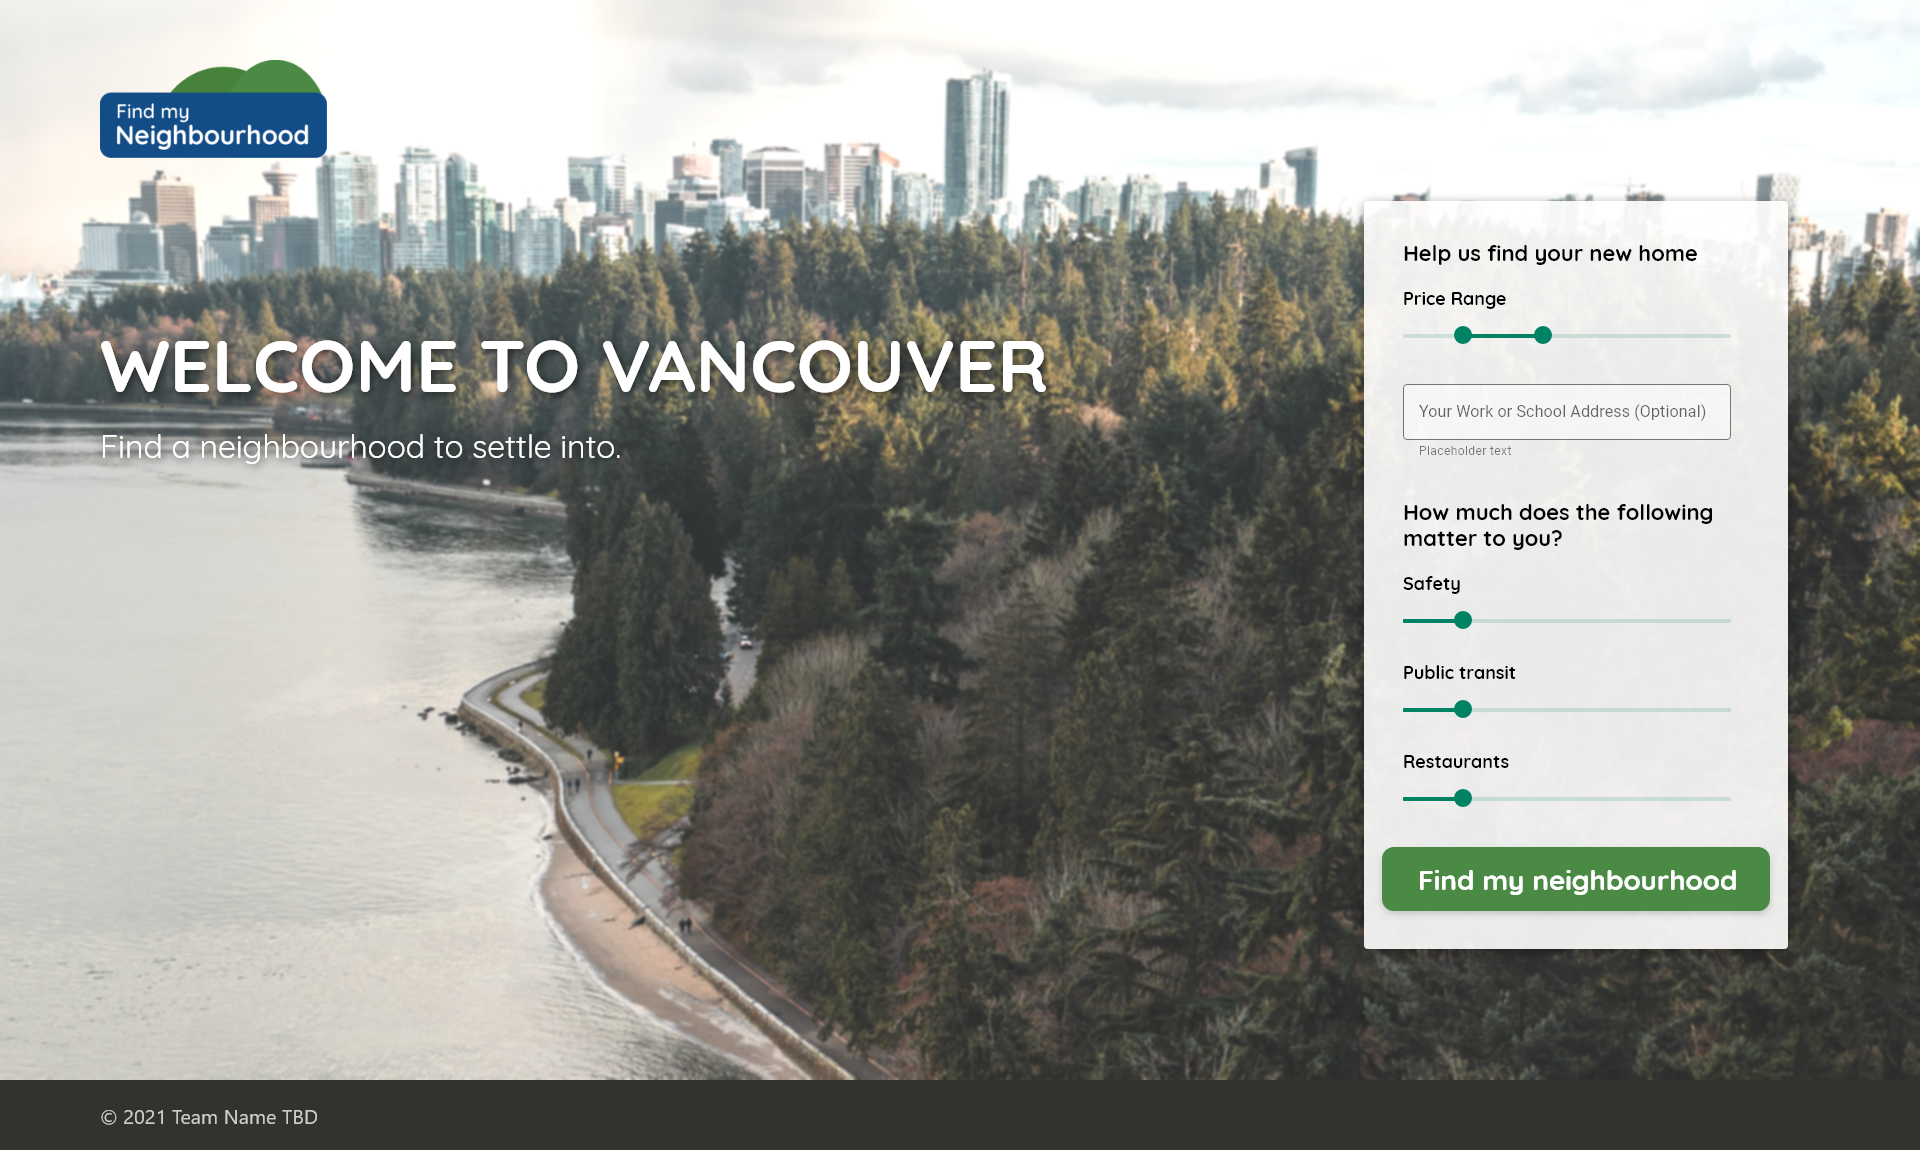 Find my
Neighbourhood
WELCOME TO VANCOUVER
Find a neighbourhood to settle into.
Help us find your new home
Price Range
Your Work or School Address (Optional)
Placeholder text
How much does the following
matter to you?
Safety
Public transit
Restaurants
Find my neighbourhood
© 2021 Team Name TBD